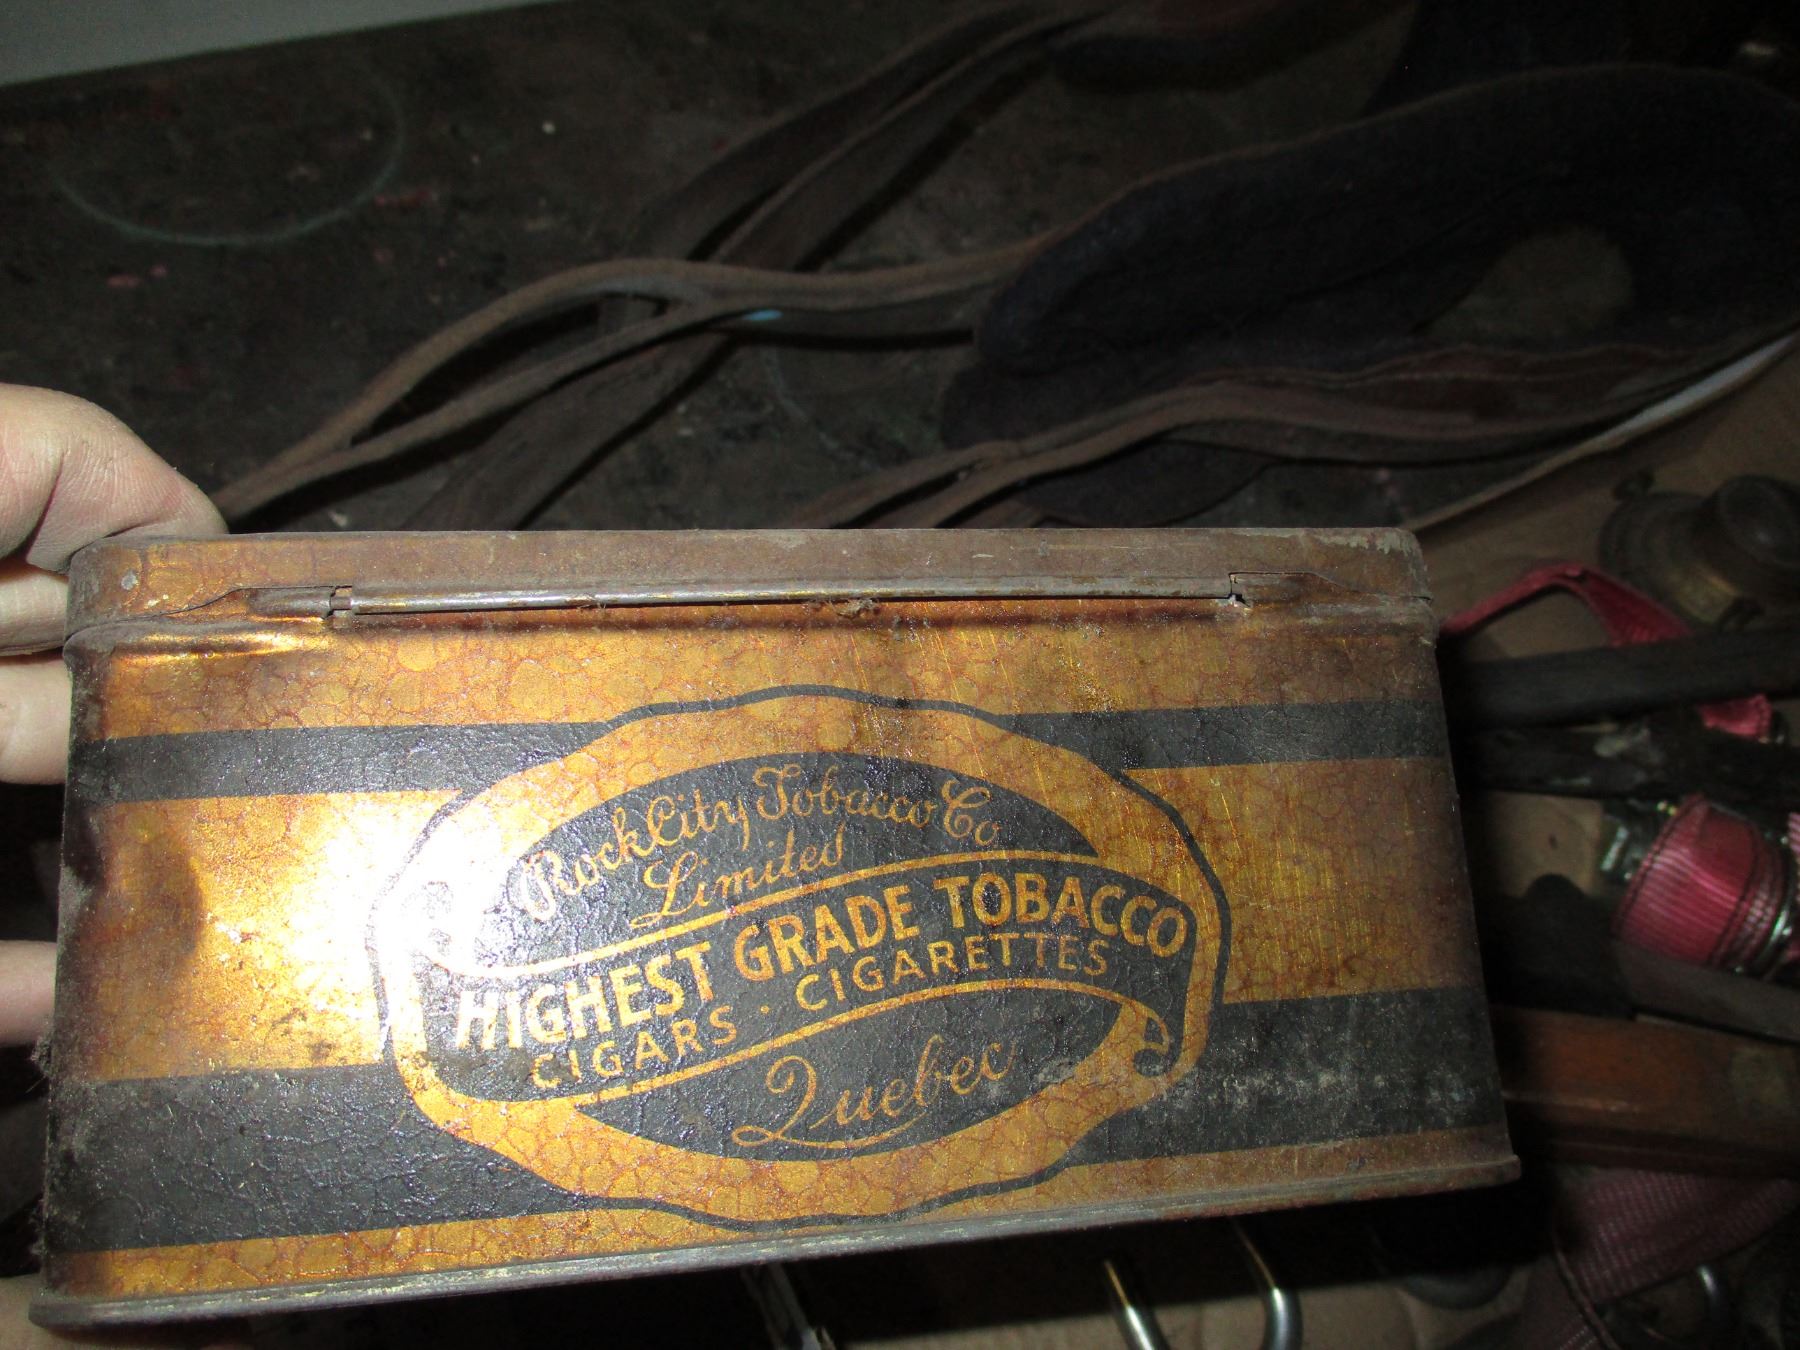 Rock City Tobacco Co
Limited
HIGHEST GRADE TOBACCO
CIGARS · CIGARETTES
Quebec